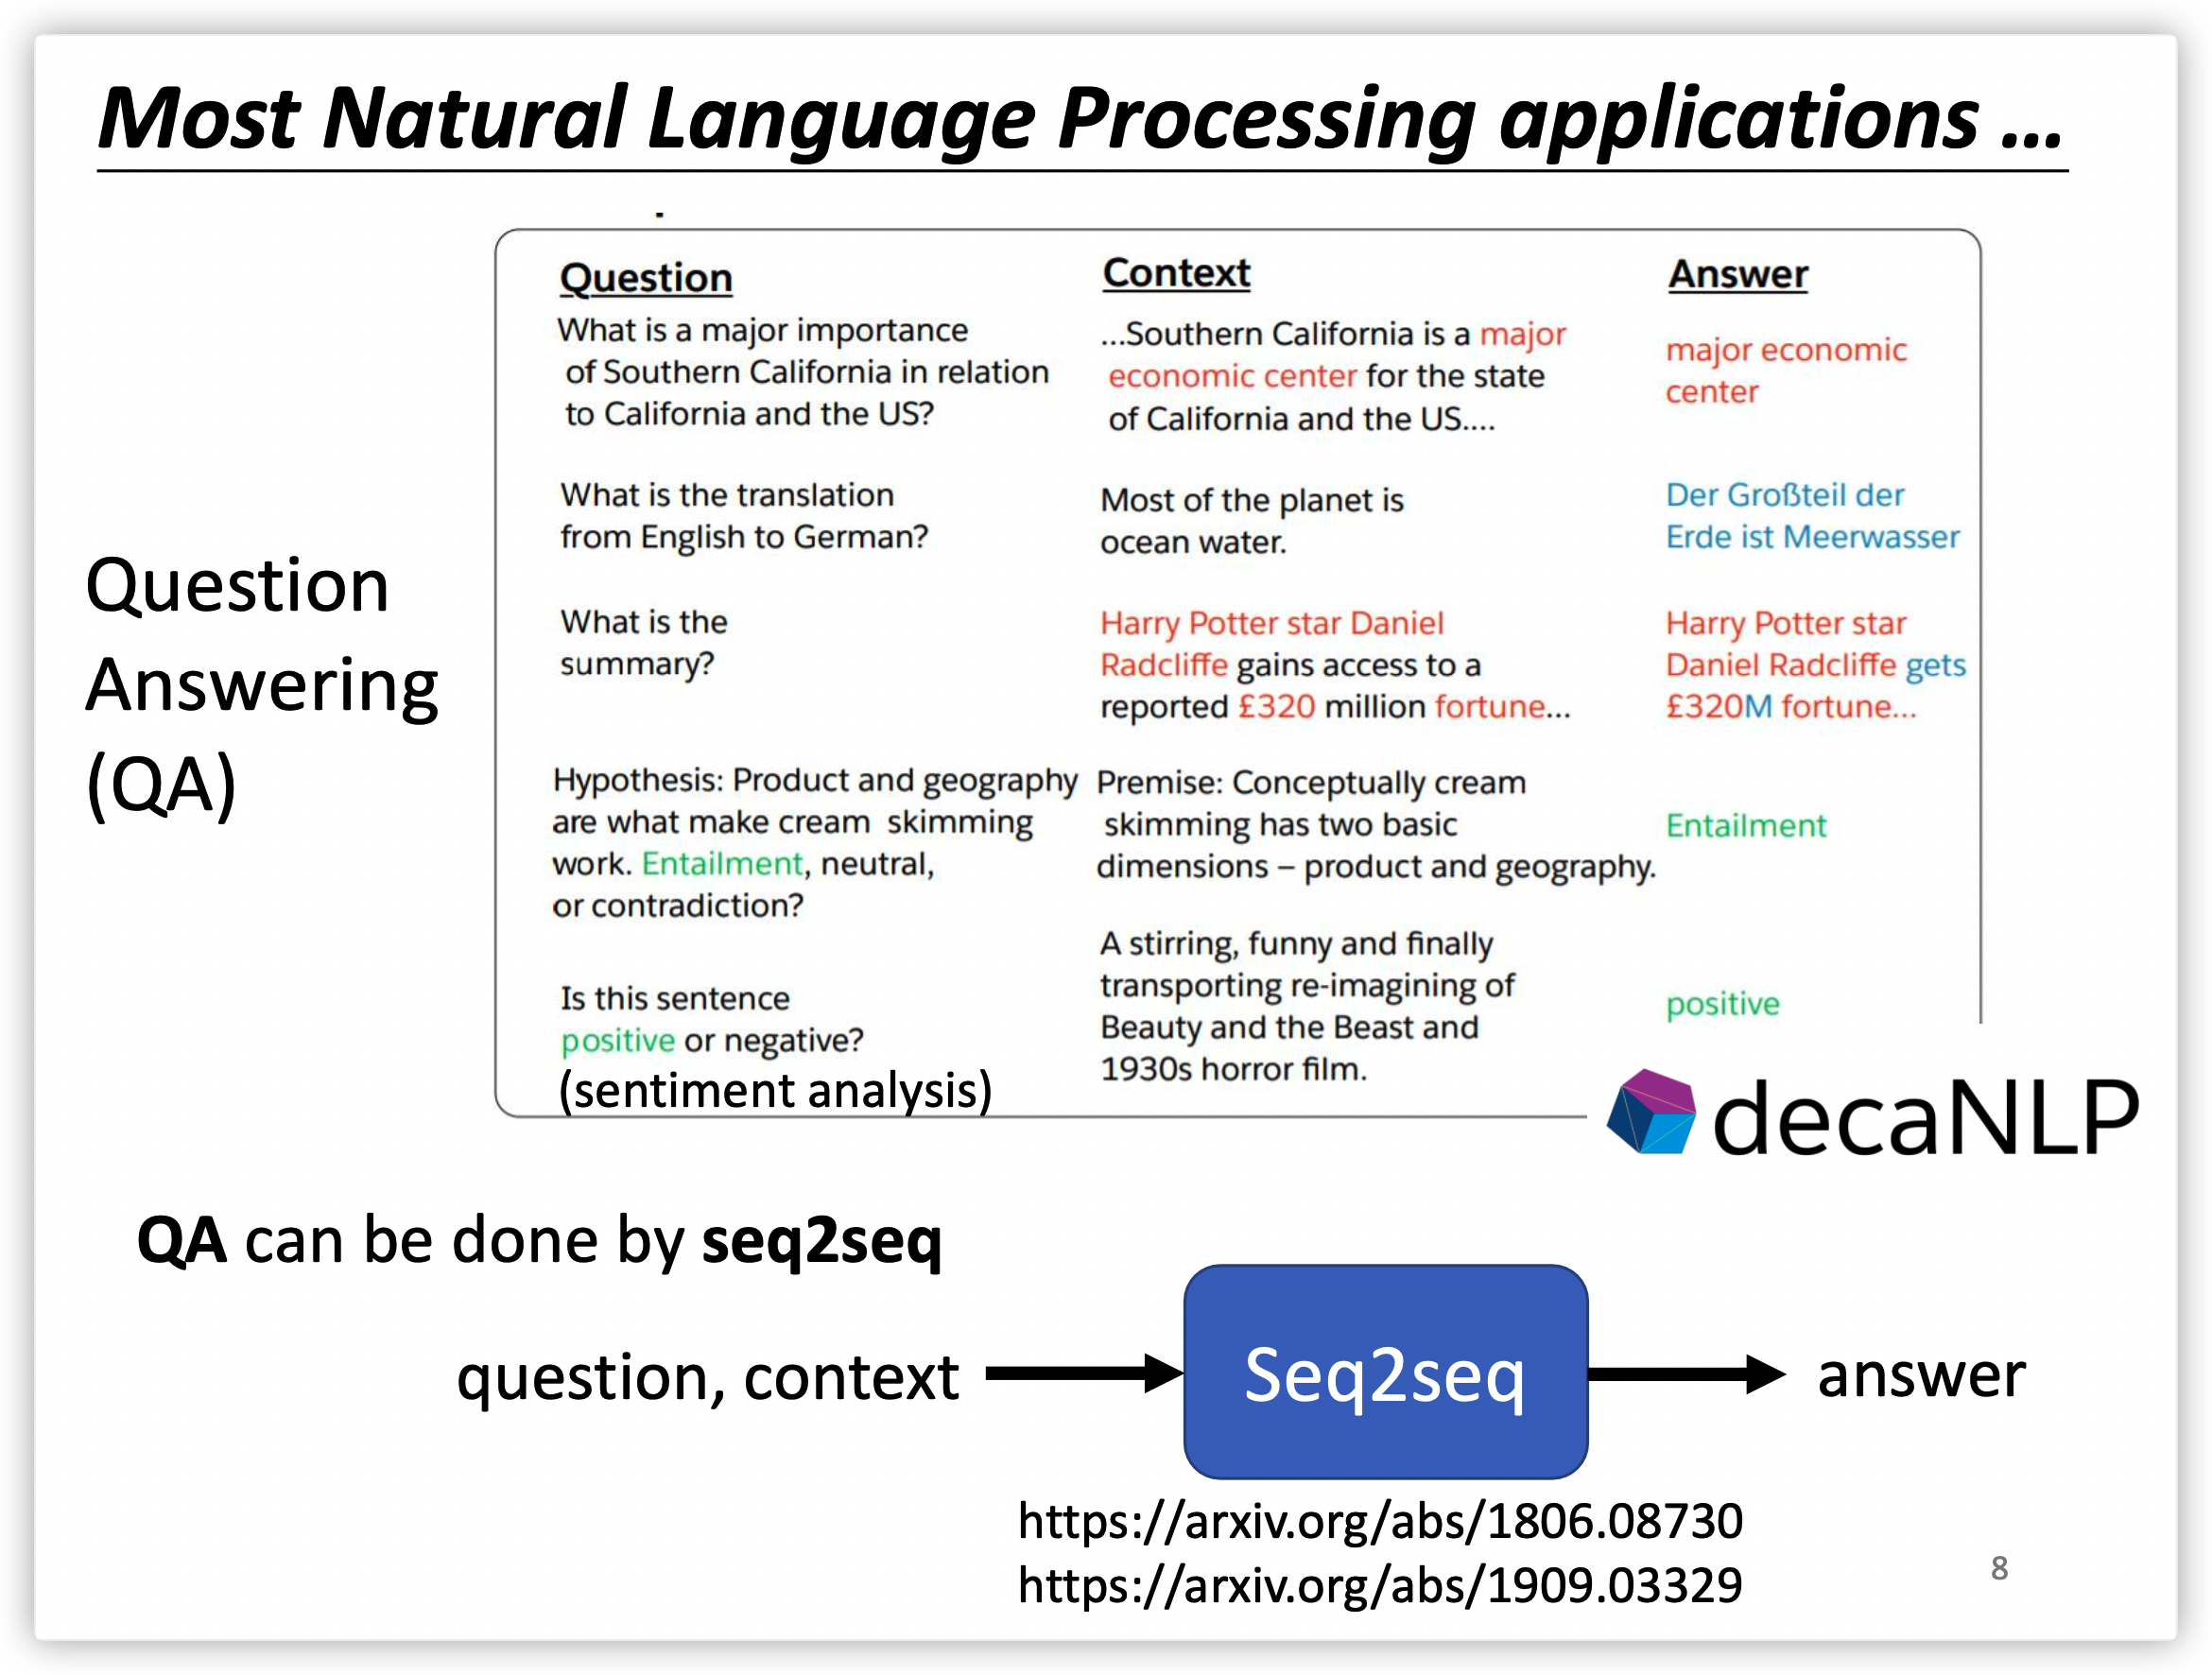 Most Natural Language Processing applications ...
Question
Answering
(QA)
Question
What is a major importance
of Southern California in relation
to California and the US?
Context
...Southern California is a major
economic center for the state
of California and the US....
Answer
major economic
center
What is the translation
from English to German?
Most of the planet is
ocean water.
Der Großteil der
Erde ist Meerwasser
What is the
summary?
Harry Potter star Daniel
Radcliffe gains access to a
reported £320 million fortune...
Harry Potter star
Daniel Radcliffe gets
£320M fortune...
Hypothesis: Product and geography
are what make cream skimming
work. Entailment, neutral,
or contradiction?
Premise: Conceptually cream
skimming has two basic
dimensions – product and geography.
Entailment
Is this sentence
positive or negative?
(sentiment analysis)
A stirring, funny and finally
transporting re-imagining of
Beauty and the Beast and
1930s horror film.
positive
decaNLP
QA can be done by seq2seq
question, context
Seq2seq
answer
https://arxiv.org/abs/1806.08730
https://arxiv.org/abs/1909.03329
8